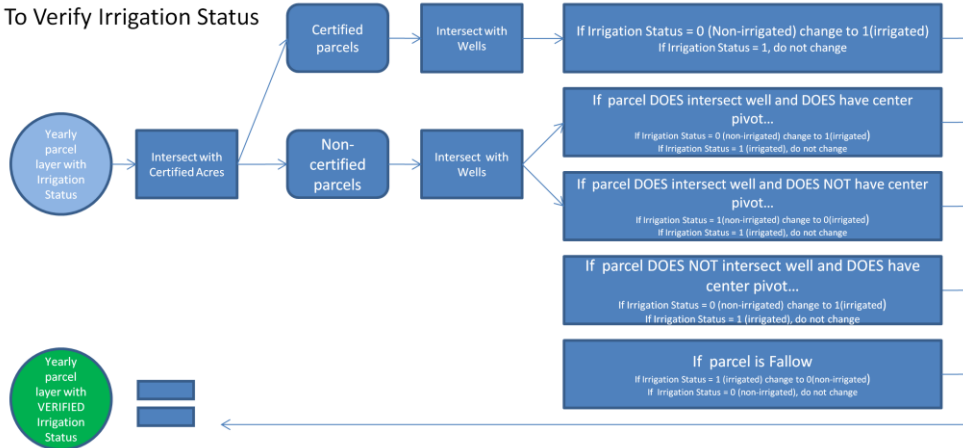 To Verify Irrigation Status
Certified
parcels
Intersect with
Wells
If Irrigation Status = 0 (Non-irrigated) change to 1(irrigated)
If Irrigation Status = 1, do not change
Yearly
parcel
layer with
Irrigation
Status
Intersect with
Certified Acres
Non-
certified
parcels
Intersect with
Wells
If parcel DOES intersect well and DOES have center
pivot...
If Irrigation Status = 0 (non-irrigated) change to 1(irrigated)
If Irrigation Status = 1 (irrigated), do not change
If parcel DOES intersect well and DOES NOT have center
pivot...
If Irrigation Status = 1(non-irrigated) change to 0(irrigated)
If Irrigation Status = 1 (irrigated), do not change
If parcel DOES NOT intersect well and DOES have
center pivot...
If Irrigation Status = 0 (non-irrigated) change to 1(irrigated)
If Irrigation Status = 1 (irrigated), do not change
Yearly
parcel
layer with
VERIFIED
Irrigation
Status
If parcel is Fallow
If Irrigation Status = 1 (irrigated) change to 0(non-irrigated)
If Irrigation Status = 0 (non-irrigated), do not change